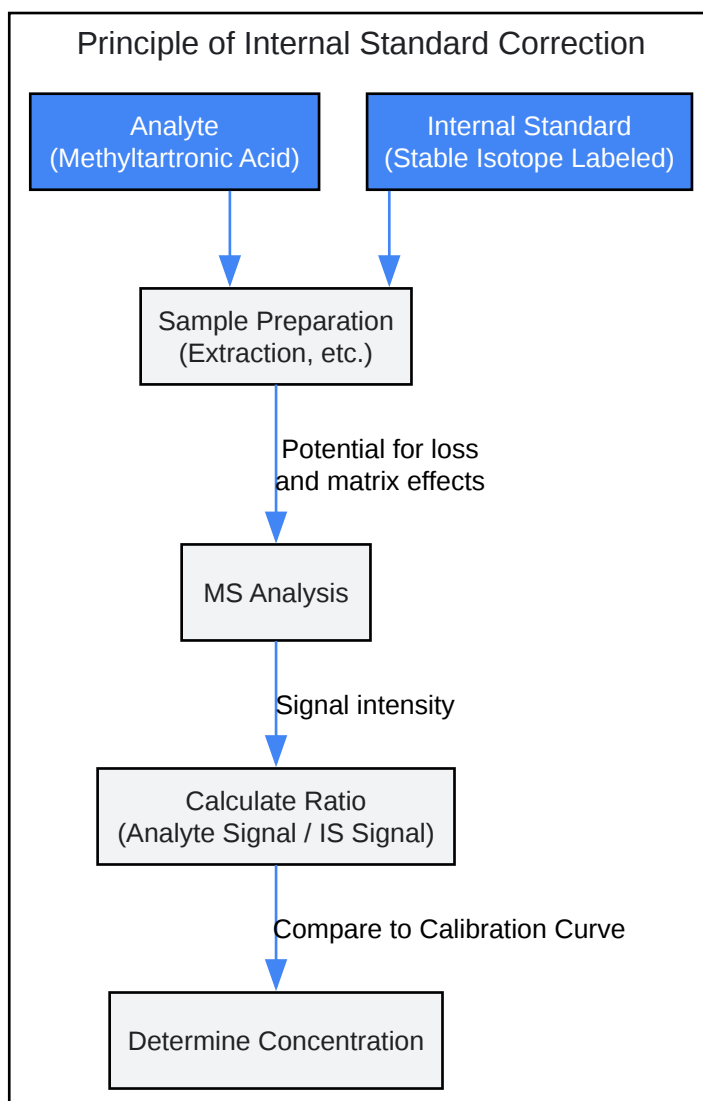 Principle of Internal Standard Correction
Analyte
(Methyltartronic Acid)
Internal Standard
(Stable Isotope Labeled)
Sample Preparation
(Extraction, etc.)
Potential for loss
and matrix effects
MS Analysis
Signal intensity
Calculate Ratio
(Analyte Signal / IS Signal)
Compare to Calibration Curve
Determine Concentration